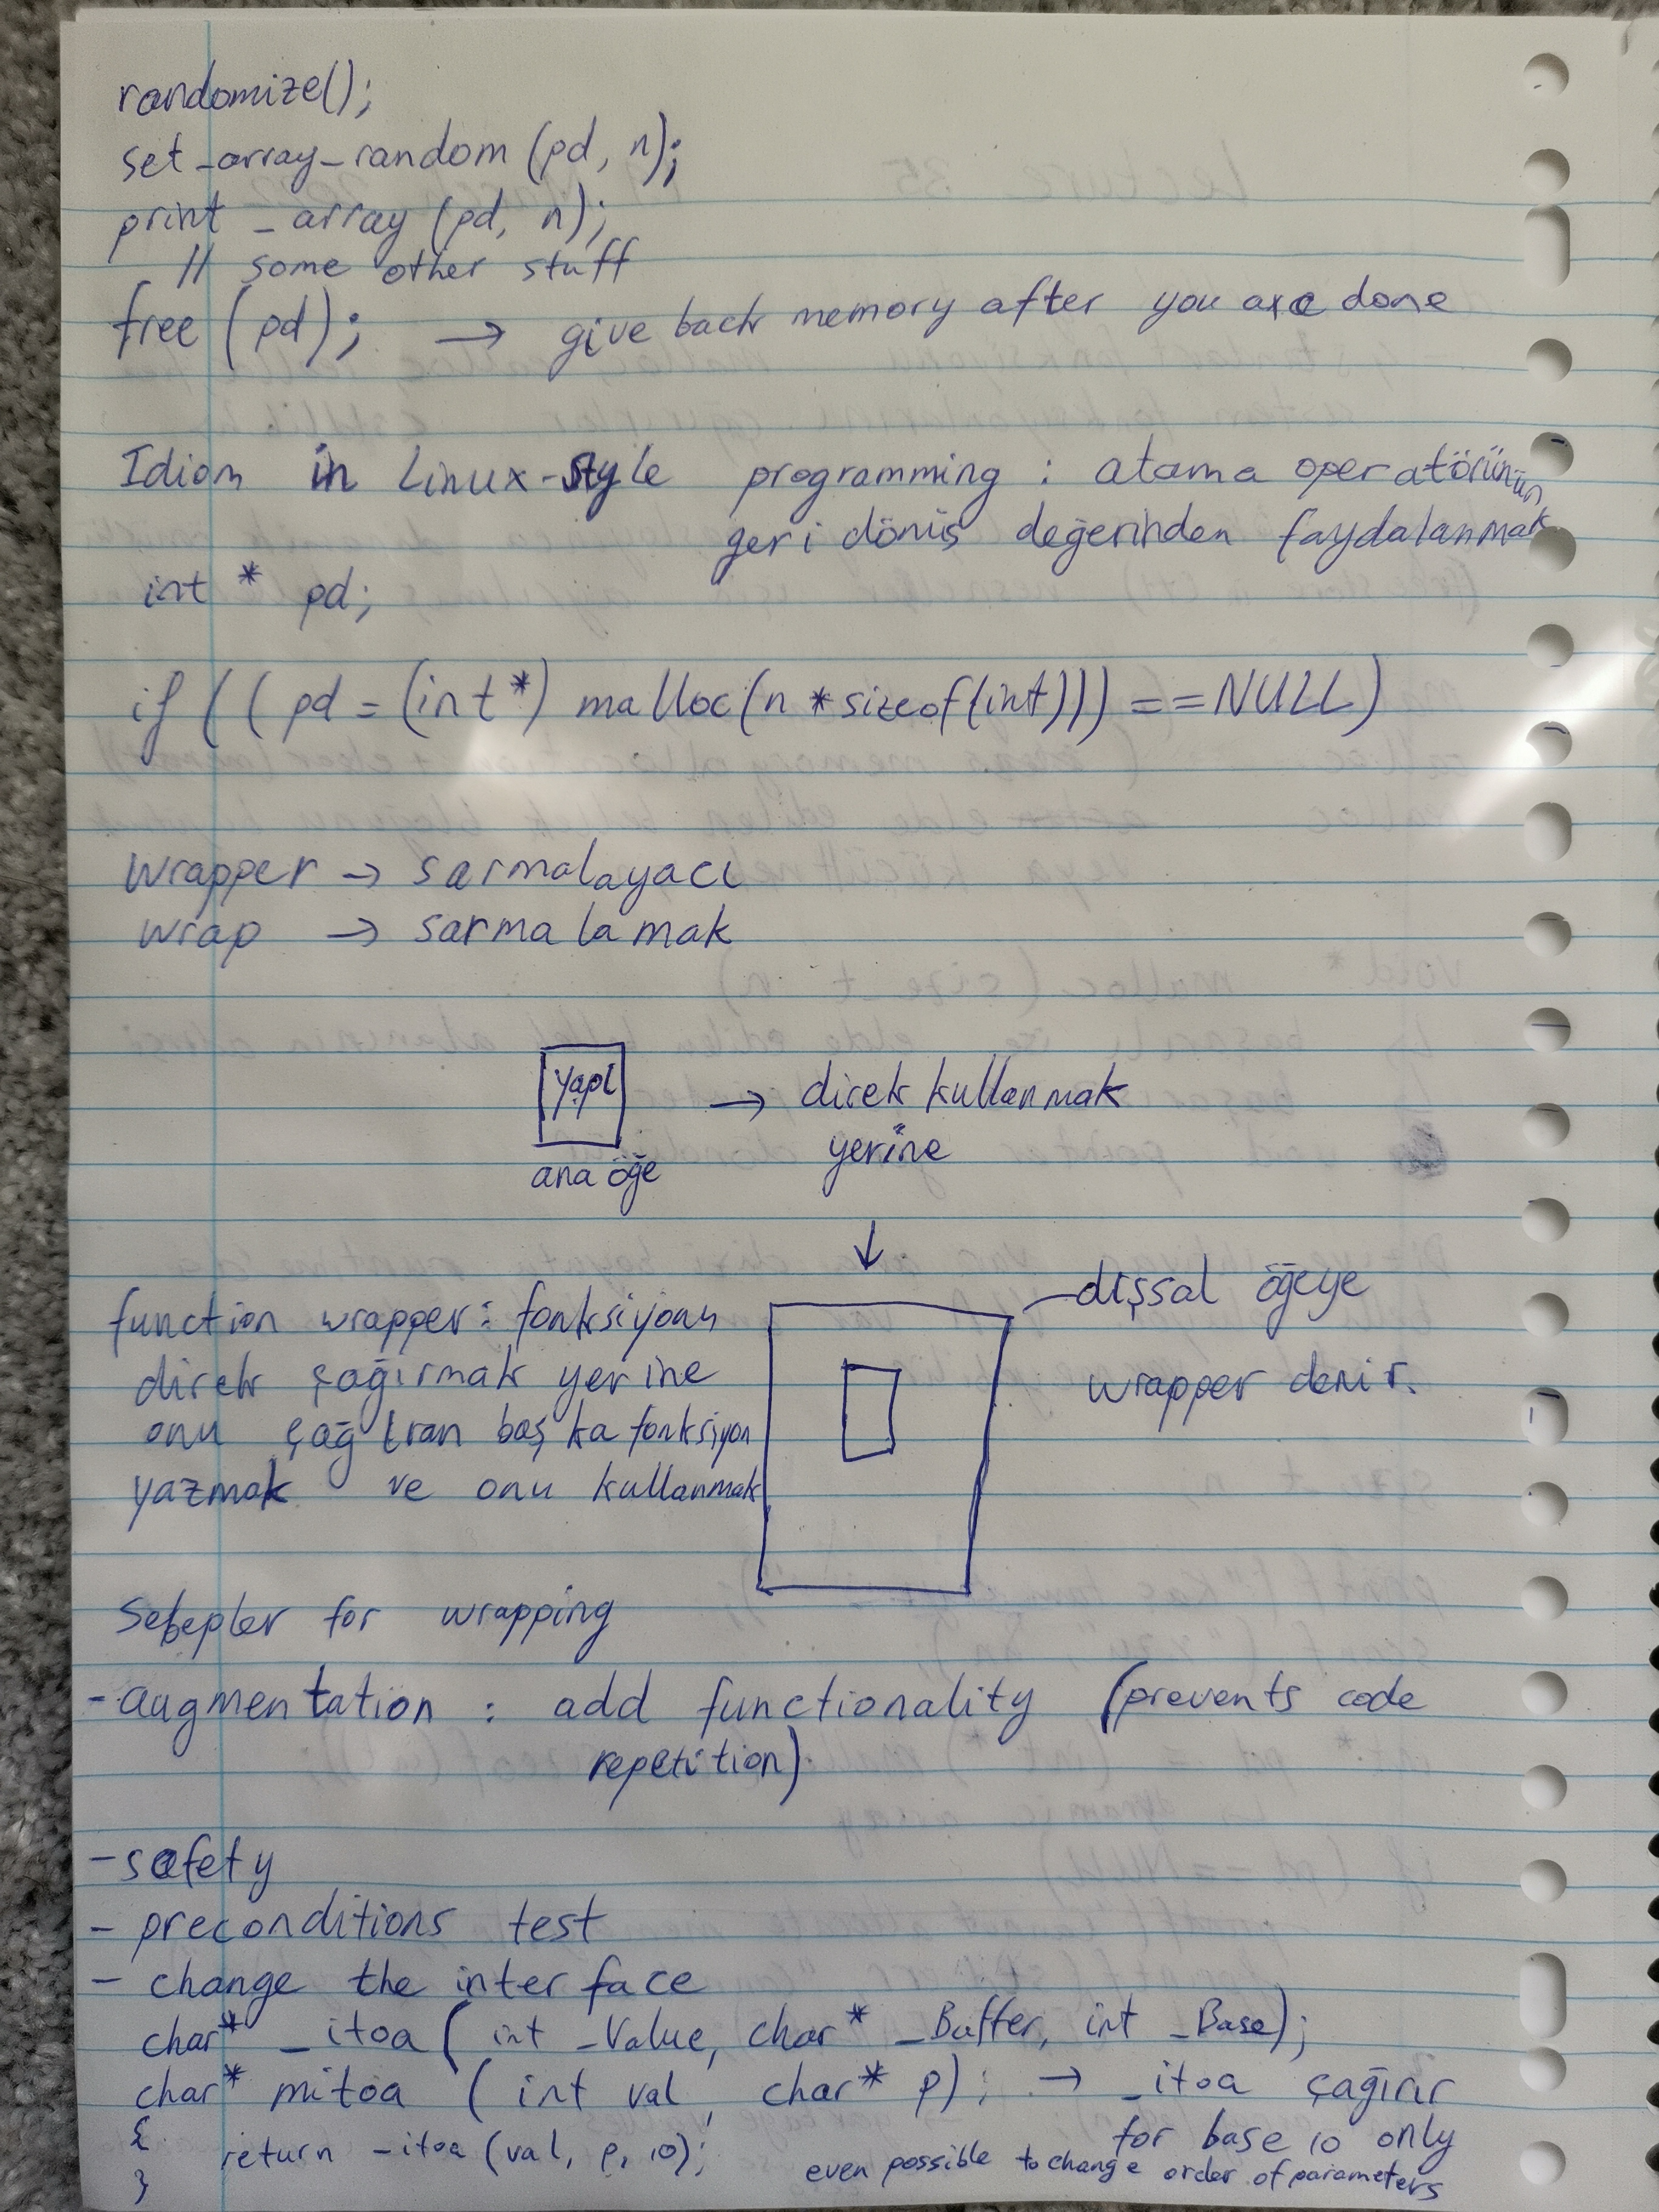 randomize();
set_array_random (pd, n);
print_array (pd, n);
// some other stuff
free (pd); → give back memory after you are done
Idiom in Linux-style programming : atama operatörünün
geri dönüş değerinden faydalanmak
int * pd;
if ( ( pd = (int*) malloc(n * sizeof(int))) == NULL)
wrapper → sarmalayacı
wrap → sarmalamak
yapı → direk kullanmak
ana öğe yerine
↓
function wrapper: fonksiyonu
direk çağırmak yerine
onu çağıran başka fonksiyon
yazmak ve onu kullanmak
dışsal öğeye
wrapper denir.
Sebepler for wrapping
- augmentation : add functionality (prevents code
repetition)
- safety
- preconditions test
- change the interface
char* _itoa ( int _Value, char* _Buffer, int _Base);
char* mitoa ( int val, char* p); → _itoa çağırır
{ for base 10 only
return _itoa (val, p, 10); even possible to change order of parameters
}